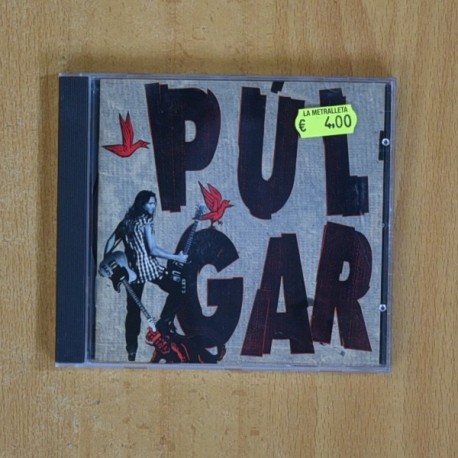 PÚL
GAR
LA METRALLETA
€ 4,00